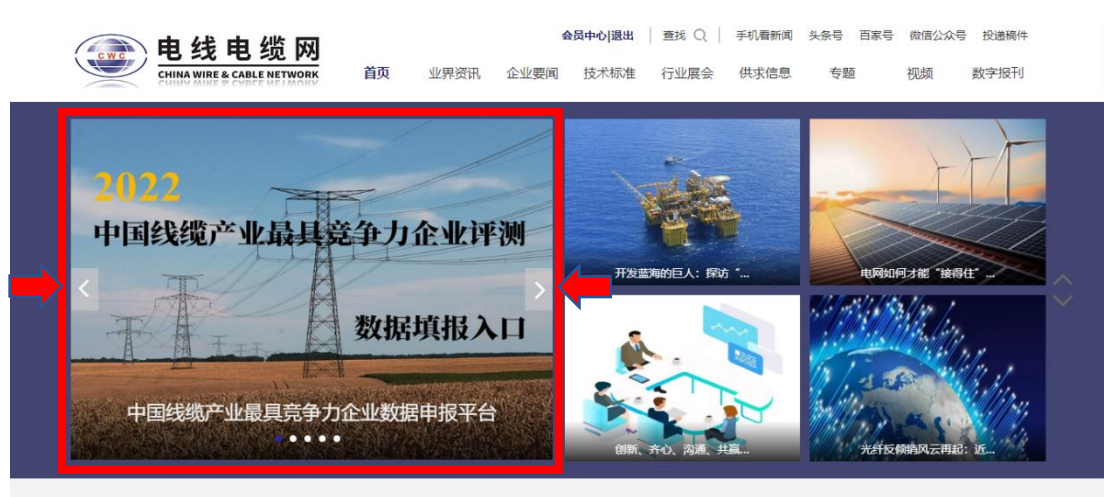 会员中心|退出 查找 手机看新闻 头条号 百家号 微信公众号 投递稿件
CWC
电线电缆网
CHINA WIRE & CABLE NETWORK
首页 业界资讯 企业要闻 技术标准 行业展会 供求信息 专题 视频 数字报刊
2022
中国线缆产业最具竞争力企业评测
数据填报入口
中国线缆产业最具竞争力企业数据申报平台
开发蓝海的巨人：探访“...
电网如何才能“接得住”...
创新、齐心、沟通、共赢...
光纤反倾销风云再起：近...